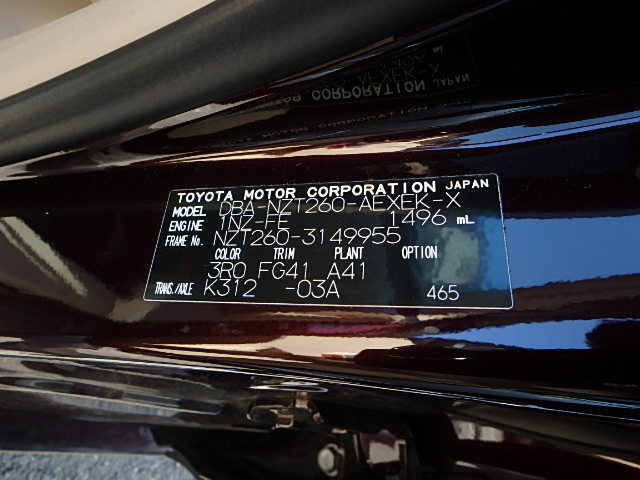 TOYOTA MOTOR CORPORATION JAPAN
MODEL DBA-NZT260-AEXEK-X
ENGINE 1NZ-FE 1496 mL
FRAME No. NZT260-3149955
COLOR TRIM PLANT OPTION
3R0 FG41 A41
TRANS./AXLE K312 -03A 465